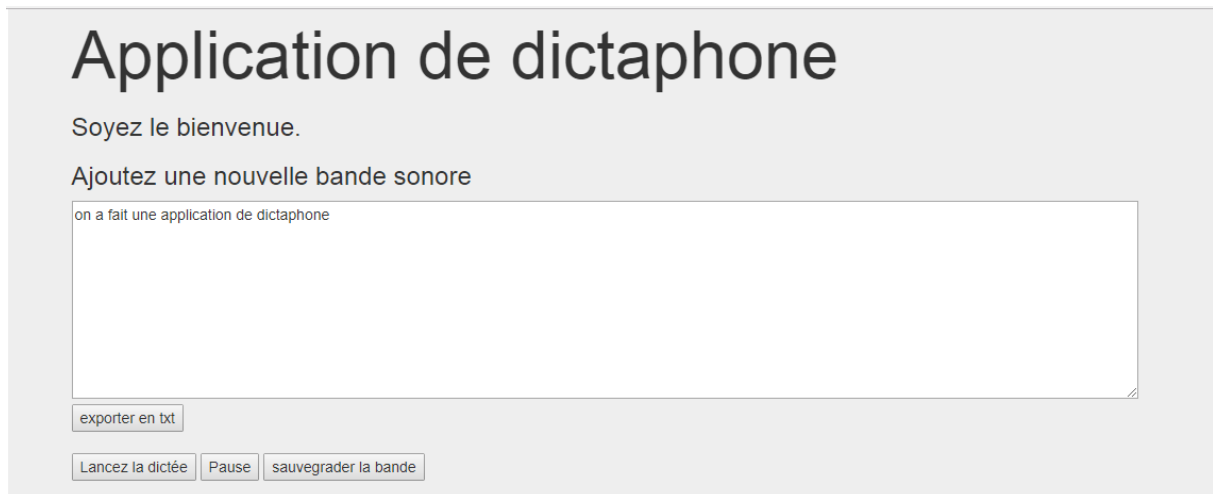 Application de dictaphone
Soyez le bienvenue.
Ajoutez une nouvelle bande sonore
on a fait une application de dictaphone
exporter en txt
Lancez la dictée Pause sauvegrader la bande